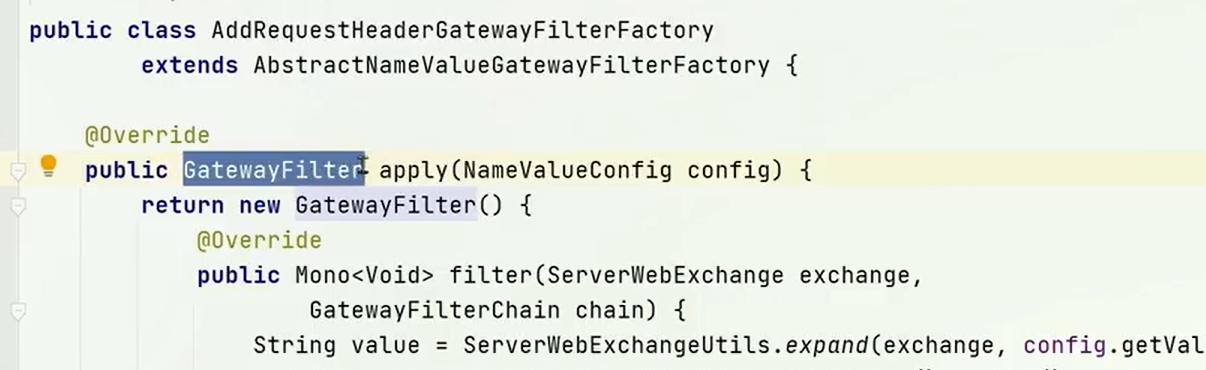 public class AddRequestHeaderGatewayFilterFactory
extends AbstractNameValueGatewayFilterFactory {
@Override
public GatewayFilter apply(NameValueConfig config) {
return new GatewayFilter() {
@Override
public Mono<Void> filter(ServerWebExchange exchange,
GatewayFilterChain chain) {
String value = ServerWebExchangeUtils.expand(exchange, config.getVal